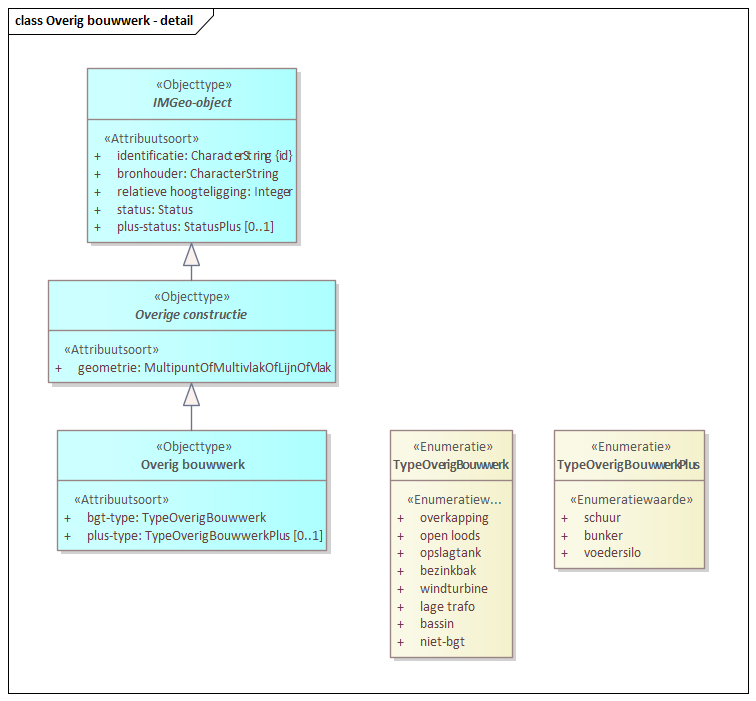 class Overig bouwwerk - detail
«Objecttype»
IMGeo-object
«Attribuutsoort»
+ identificatie: CharacterString {id}
+ bronhouder: CharacterString
+ relatieve hoogteligging: Integer
+ status: Status
+ plus-status: StatusPlus [0..1]
«Objecttype»
Overige constructie
«Attribuutsoort»
+ geometrie: MultipuntOfMultivlakOfLijnOfVlak
«Objecttype»
Overig bouwwerk
«Attribuutsoort»
+ bgt-type: TypeOverigBouwwerk
+ plus-type: TypeOverigBouwwerkPlus [0..1]
«Enumeratie»
TypeOverigBouwwerk
«Enumeratiew...
+ overkapping
+ open loods
+ opslagtank
+ bezinkbak
+ windturbine
+ lage trafo
+ bassin
+ niet-bgt
«Enumeratie»
TypeOverigBouwwerkPlus
«Enumeratiewaarde»
+ schuur
+ bunker
+ voedersilo